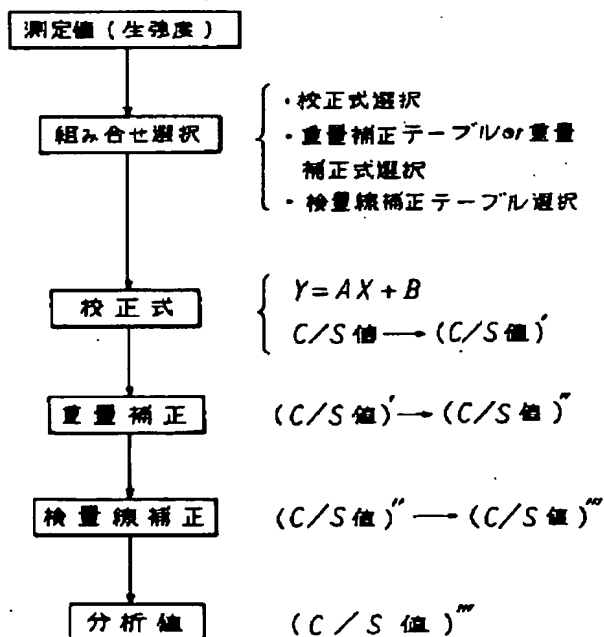 測定値(生強度)
組み合せ選択
・校正式選択
・重量補正テーブルor重量
補正式選択
・検量線補正テーブル選択
校正式
Y=AX+B
C/S値→(C/S値)′
重量補正
(C/S値)′→(C/S値)″
検量線補正
(C/S値)″→(C/S値)‴
分析値
(C/S値)‴